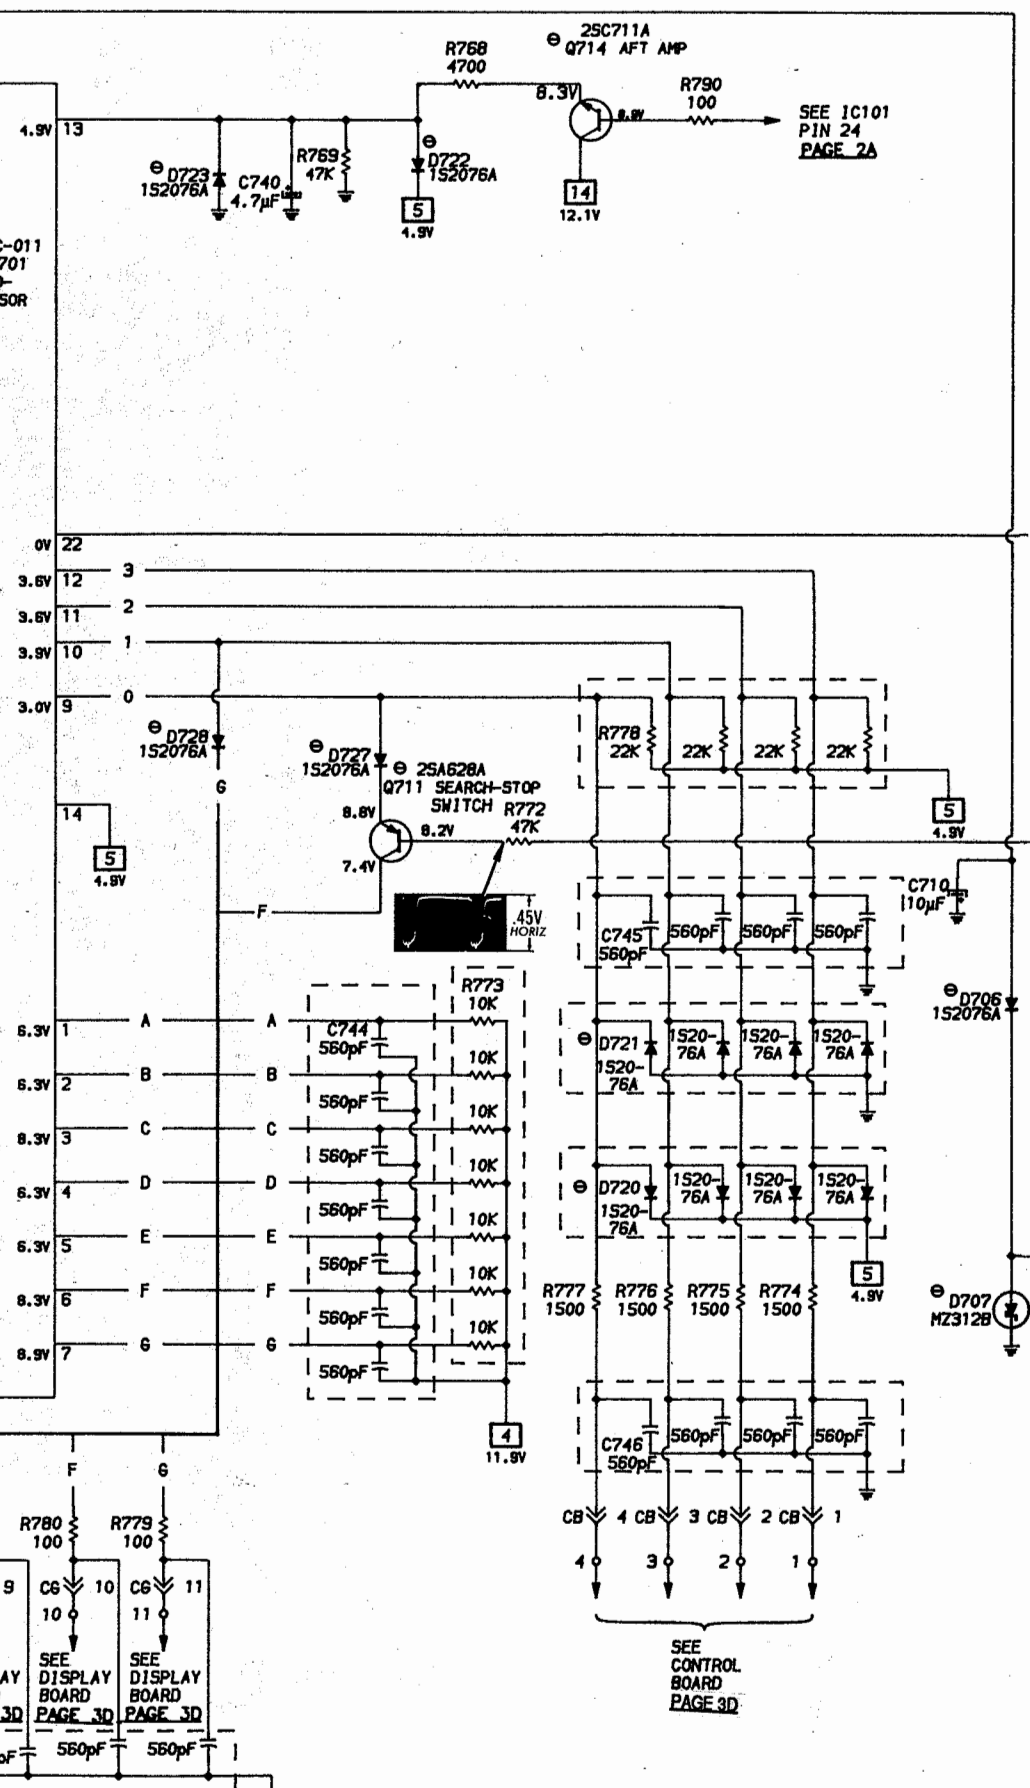 2SC711A
⊖ Q714 AFT AMP
R768
4700
8.3V
8.9V
R790
100
SEE IC101
PIN 24
PAGE 2A
4.9V 13
⊖ D723
1S2076A
C740
4.7µF
R769
47K
⊖ D722
1S2076A
5
4.9V
14
12.1V
C-011
701
SOR
0V 22
3.6V 12 3
3.6V 11 2
3.9V 10 1
3.0V 9 0
⊖ D728
1S2076A
G
⊖ D727
1S2076A
⊖ 2SA628A
Q711 SEARCH-STOP
SWITCH
8.8V
8.2V
7.4V
R772
47K
R778
22K 22K 22K 22K
5
4.9V
14
5
4.9V
F
.45V
HORIZ
C745
560pF 560pF 560pF 560pF
C710
10µF
⊖ D706
1S2076A
R773
10K
C744
560pF
6.3V 1 A A
10K
6.3V 2 B B
560pF
10K
8.3V 3 C C
560pF
10K
6.3V 4 D D
560pF
10K
6.3V 5 E E
560pF
10K
8.3V 6 F F
560pF
10K
8.9V 7 G G
560pF
4
11.9V
⊖ D721
1S20-
76A
1S20-
76A
1S20-
76A
1S20-
76A
⊖ D720
1S20-
76A
1S20-
76A
1S20-
76A
1S20-
76A
5
4.9V
R777
1500
R776
1500
R775
1500
R774
1500
⊖ D707
MZ312B
C746
560pF 560pF 560pF 560pF
CB 4 CB 3 CB 2 CB 1
4 3 2 1
SEE
CONTROL
BOARD
PAGE 3D
F G
R780
100
R779
100
9 CG 10 CG 11
10 11
SEE
DISPLAY
BOARD
PAGE 3D
SEE
DISPLAY
BOARD
PAGE 3D
AY
3D
pF 560pF 560pF